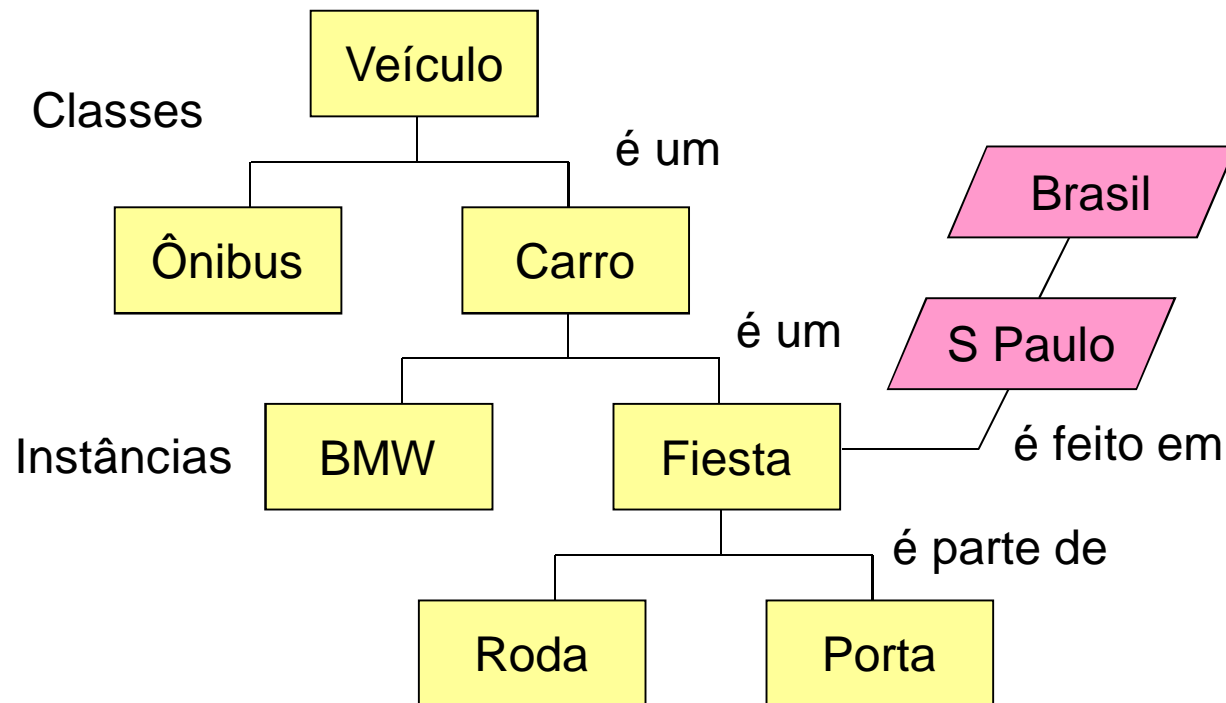 Veículo
Classes
é um
Brasil
Ônibus
Carro
é um
S Paulo
Instâncias
BMW
Fiesta
é feito em
é parte de
Roda
Porta